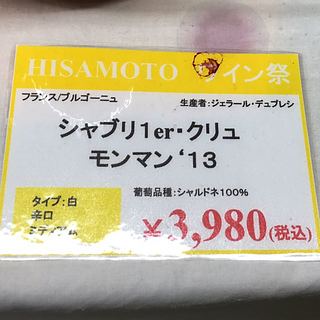 HISAMOTO ワイン祭
フランス/ブルゴーニュ 生産者:ジェラール・デュプレシ
シャブリ1er・クリュ
モンマン‘13
葡萄品種:シャルドネ100%
タイプ:白
辛口
¥3,980(税込)